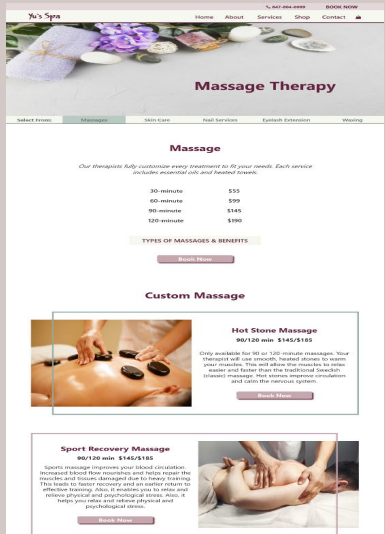 847-894-0980 BOOK NOW
Yu's Spa Home About Services Shop Contact
Massage Therapy
Select From: Massages Skin Care Nail Services Eyelash Extension Waxing
Massage
Our therapists fully customize every treatment to fit your needs. Each service
includes essential oils and heated towels.
30-minute $55
60-minute $99
90-minute $145
120-minute $190
TYPES OF MASSAGES & BENEFITS
Book Now
Custom Massage
Hot Stone Massage
90/120 min $145/$185
Only available for 90 or 120-minute massages. Your
therapist will use smooth, heated stones to warm
your muscles. This will allow the muscles to relax
easier and faster than the traditional Swedish
(classic) massage. Hot stones improve circulation
and calm the nervous system.
Book Now
Sport Recovery Massage
90/120 min $145/$185
Sports massage improves your blood circulation.
Increased blood flow nourishes and helps repair the
muscles and tissues damaged due to heavy training.
This leads to faster recovery and an earlier return to
effective training. Also, it enables you to relax and
relieve physical and psychological stress. Also, it
helps you relax and relieve physical and
psychological stress.
Book Now